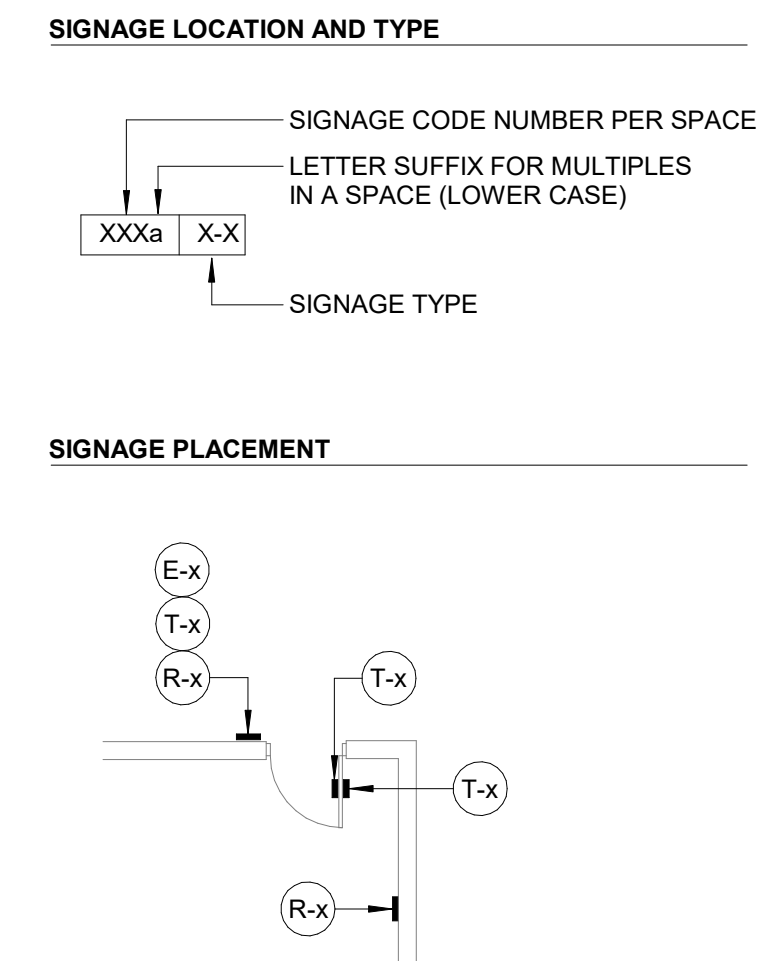 SIGNAGE LOCATION AND TYPE
SIGNAGE CODE NUMBER PER SPACE
LETTER SUFFIX FOR MULTIPLES
IN A SPACE (LOWER CASE)
XXXa X-X
SIGNAGE TYPE
SIGNAGE PLACEMENT
E-x
T-x
R-x
T-x
T-x
R-x